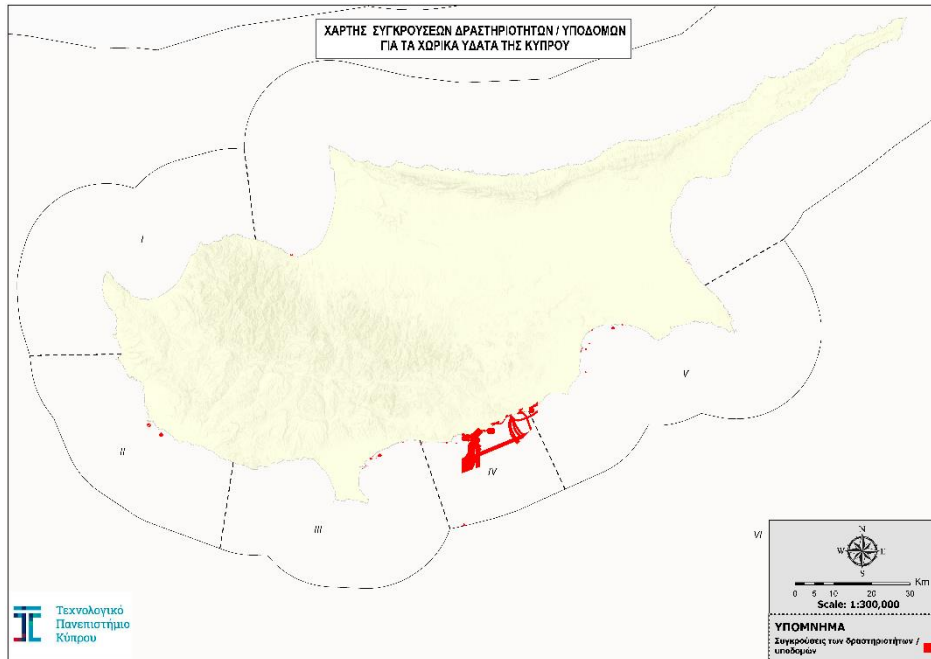 ΧΑΡΤΗΣ ΣΥΓΚΡΟΥΣΕΩΝ ΔΡΑΣΤΗΡΙΟΤΗΤΩΝ / ΥΠΟΔΟΜΩΝ
ΓΙΑ ΤΑ ΧΩΡΙΚΑ ΥΔΑΤΑ ΤΗΣ ΚΥΠΡΟΥ
I
V
II
IV
III
VI
N
W E
S
Km
0 5 10 20 30
Scale: 1:300,000
ΥΠΟΜΝΗΜΑ
Συγκρούσεις των δραστηριοτήτων /
υποδομών
Τεχνολογικό
Πανεπιστήμιο
Κύπρου